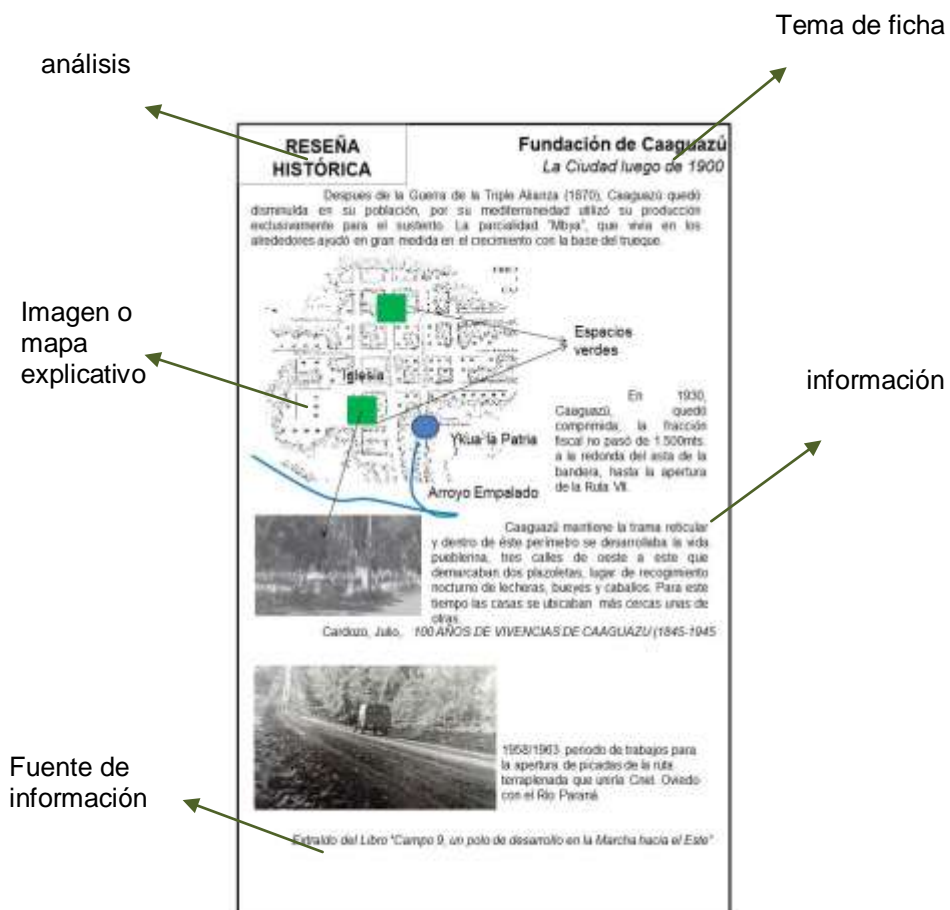 Tema de ficha
análisis
RESEÑA
HISTÓRICA
Fundación de Caaguazú
La Ciudad luego de 1900
Despues de la Guerra de la Triple Alianza (1870), Caaguazú quedó
disminuída en su población, por su mediterraneidad utilizó su producción
exclusivamente para el sustento. La parcialidad "Mbya", que vivia en los
alrededores ayudó en gran medida en el crecimiento con la base del trueque.
Imagen o
mapa
explicativo
Espacios
verdes
Iglesia
información
En 1930,
Caaguazú, quedó
comprimida, la fracción
fiscal no pasó de 1.500mts.
a la redonda del asta de la
bandera, hasta la apertura
de la Ruta VII.
Ykua la Patria
Arroyo Empalado
Caaguazú mantiene la trama reticular
y dentro de éste perímetro se desarrollaba la vida
pueblerina, tres calles de oeste a este que
demarcaban dos plazoletas, lugar de recogimiento
nocturno de lecheras, bueyes y caballos. Para este
tiempo las casas se ubicaban más cercas unas de
otras.
Cardozo, Julio, 100 AÑOS DE VIVENCIAS DE CAAGUAZU (1845-1945
1958/1963 periodo de trabajos para
la apertura de picadas de la ruta
terraplenada que uniría Cnel. Oviedo
con el Río Paraná
Fuente de
información
Extraído del Libro "Campo 9, un polo de desarrollo en la Marcha hacia el Este"